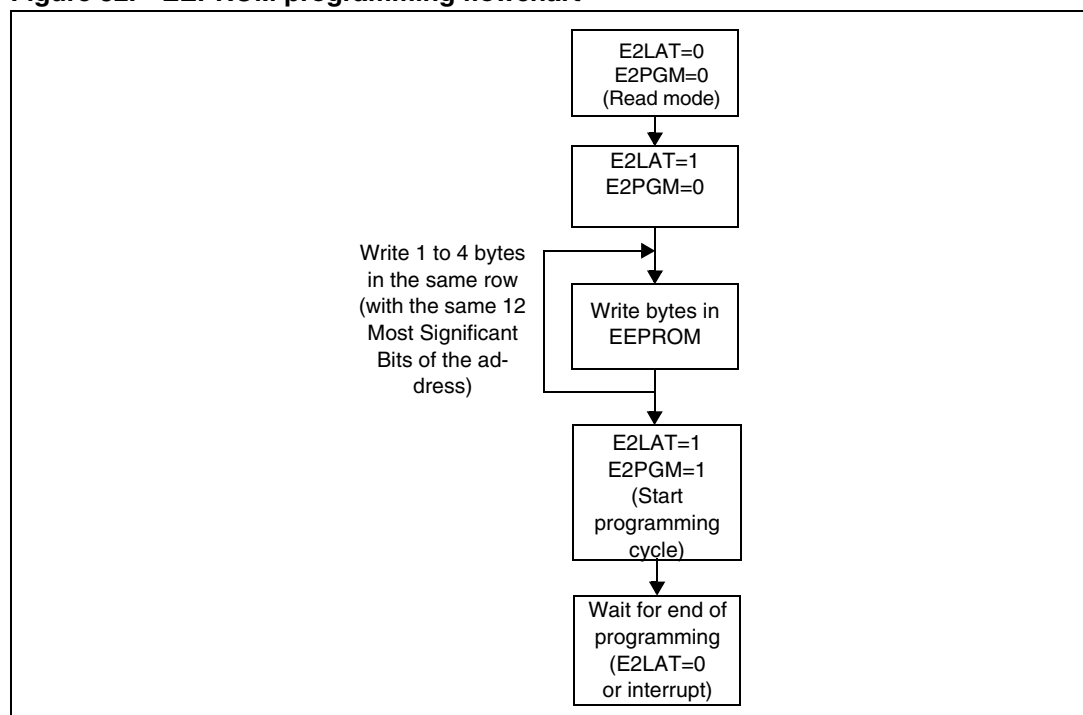 E2LAT=0
E2PGM=0
(Read mode)
E2LAT=1
E2PGM=0
Write 1 to 4 bytes
in the same row
(with the same 12
Most Significant
Bits of the ad-
dress)
Write bytes in
EEPROM
E2LAT=1
E2PGM=1
(Start
programming
cycle)
Wait for end of
programming
(E2LAT=0
or interrupt)